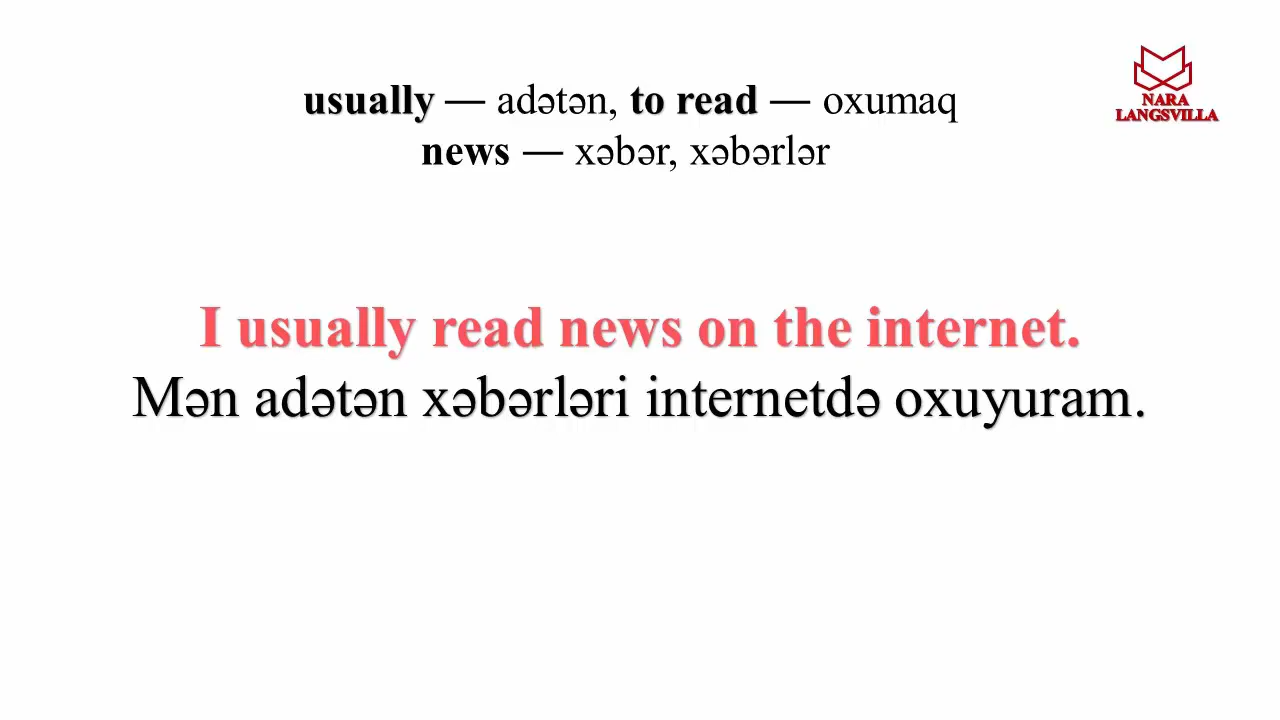 usually — adətən, to read — oxumaq
news — xəbər, xəbərlər
NARA
LANGSVILLA
I usually read news on the internet.
Mən adətən xəbərləri internetdə oxuyuram.